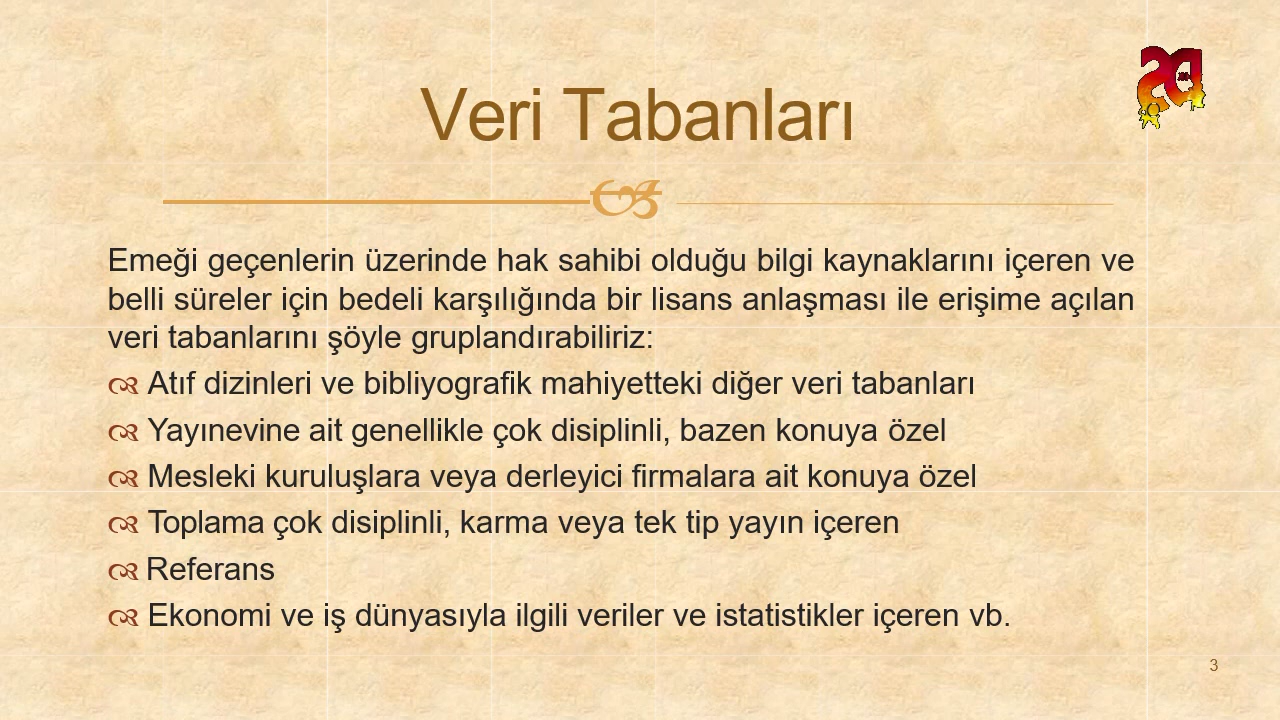 Veri Tabanları
Emeği geçenlerin üzerinde hak sahibi olduğu bilgi kaynaklarını içeren ve
belli süreler için bedeli karşılığında bir lisans anlaşması ile erişime açılan
veri tabanlarını şöyle gruplandırabiliriz:
Atıf dizinleri ve bibliyografik mahiyetteki diğer veri tabanları
Yayınevine ait genellikle çok disiplinli, bazen konuya özel
Mesleki kuruluşlara veya derleyici firmalara ait konuya özel
Toplama çok disiplinli, karma veya tek tip yayın içeren
Referans
Ekonomi ve iş dünyasıyla ilgili veriler ve istatistikler içeren vb.
3